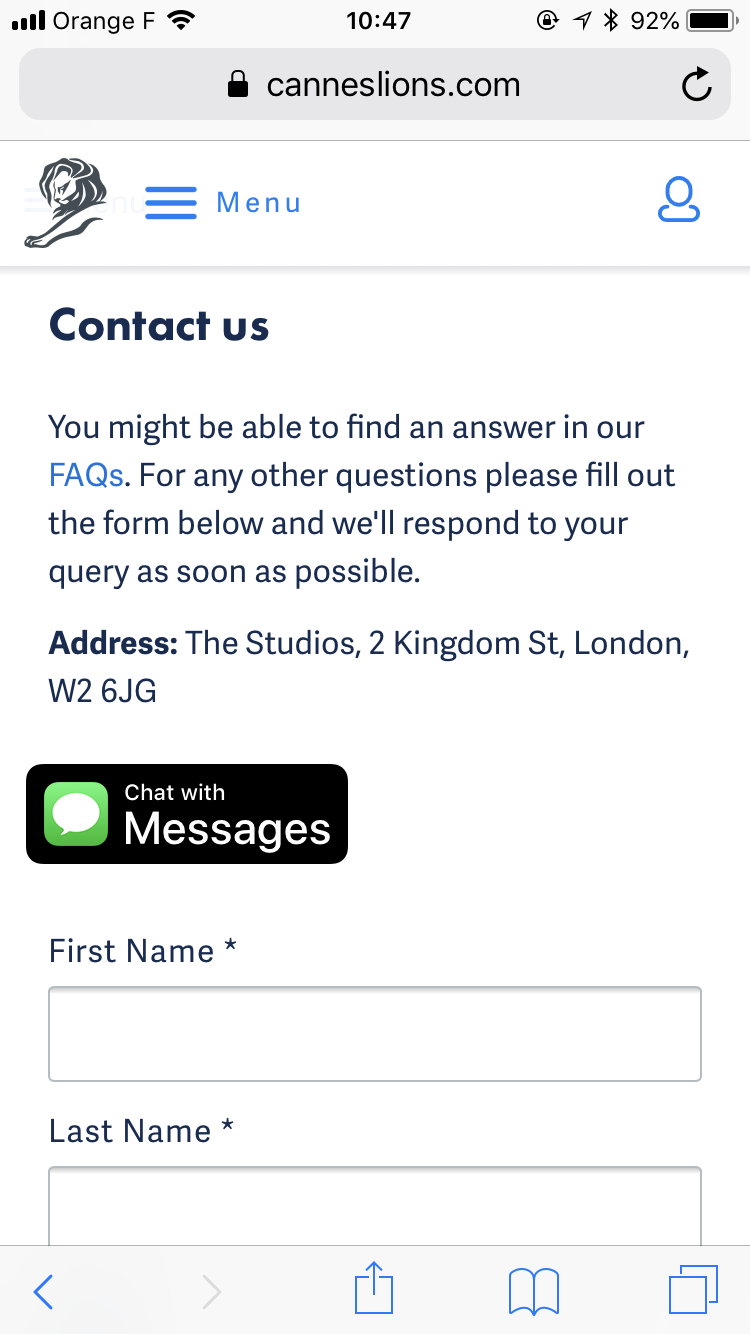 Orange F 10:47 92%
canneslions.com
Menu
Contact us
You might be able to find an answer in our
FAQs. For any other questions please fill out
the form below and we'll respond to your
query as soon as possible.
Address: The Studios, 2 Kingdom St, London,
W2 6JG
Chat with
Messages
First Name *
Last Name *